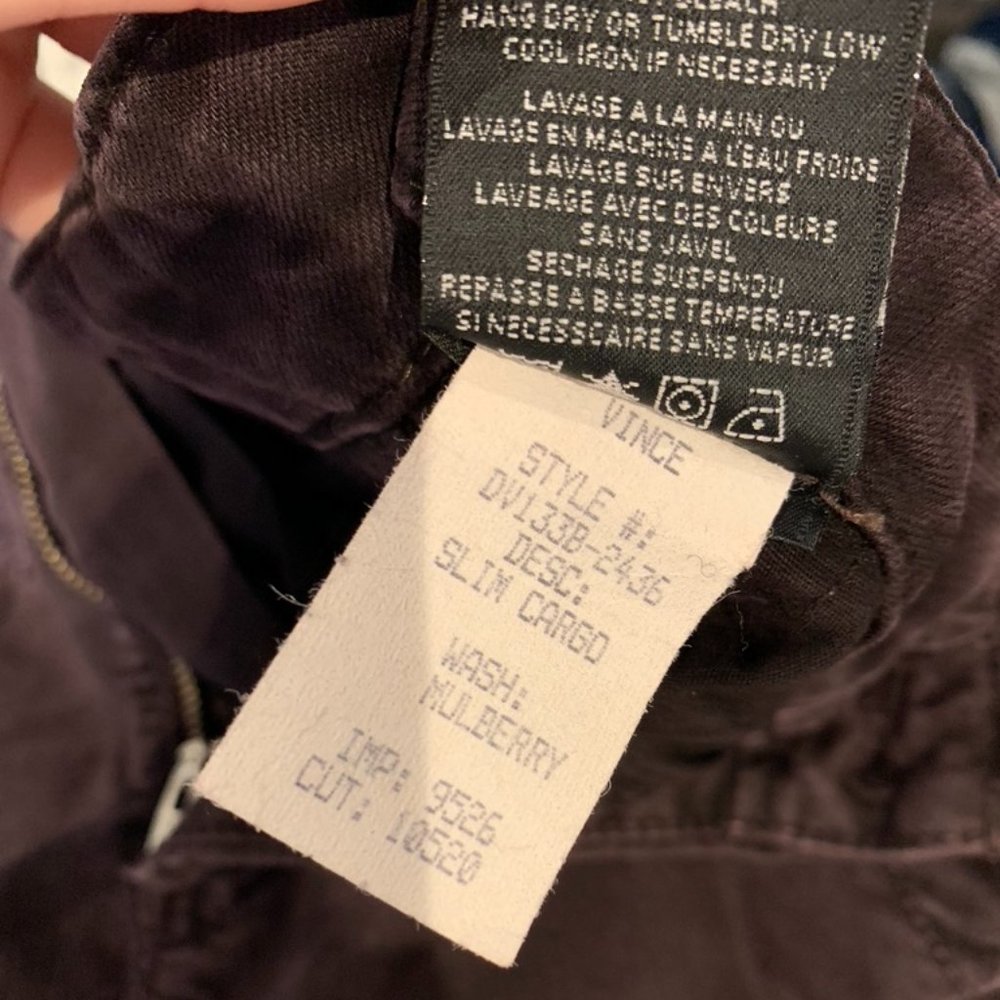 BLEACH
HANG DRY OR TUMBLE DRY LOW
COOL IRON IF NECESSARY
LAVAGE A LA MAIN OU
LAVAGE EN MACHINE A L'EAU FROIDE
LAVAGE SUR ENVERS
LAVEAGE AVEC DES COLEURS
SANS JAVEL
SECHAGE SUSPENDU
REPASSE A BASSE TEMPERATURE
SI NECESSCAIRE SANS VAPEUR
VINCE
STYLE #:
DV133B-2436
DESC:
SLIM CARGO
WASH:
MULBERRY
IMP: 9526
CUT: 10520